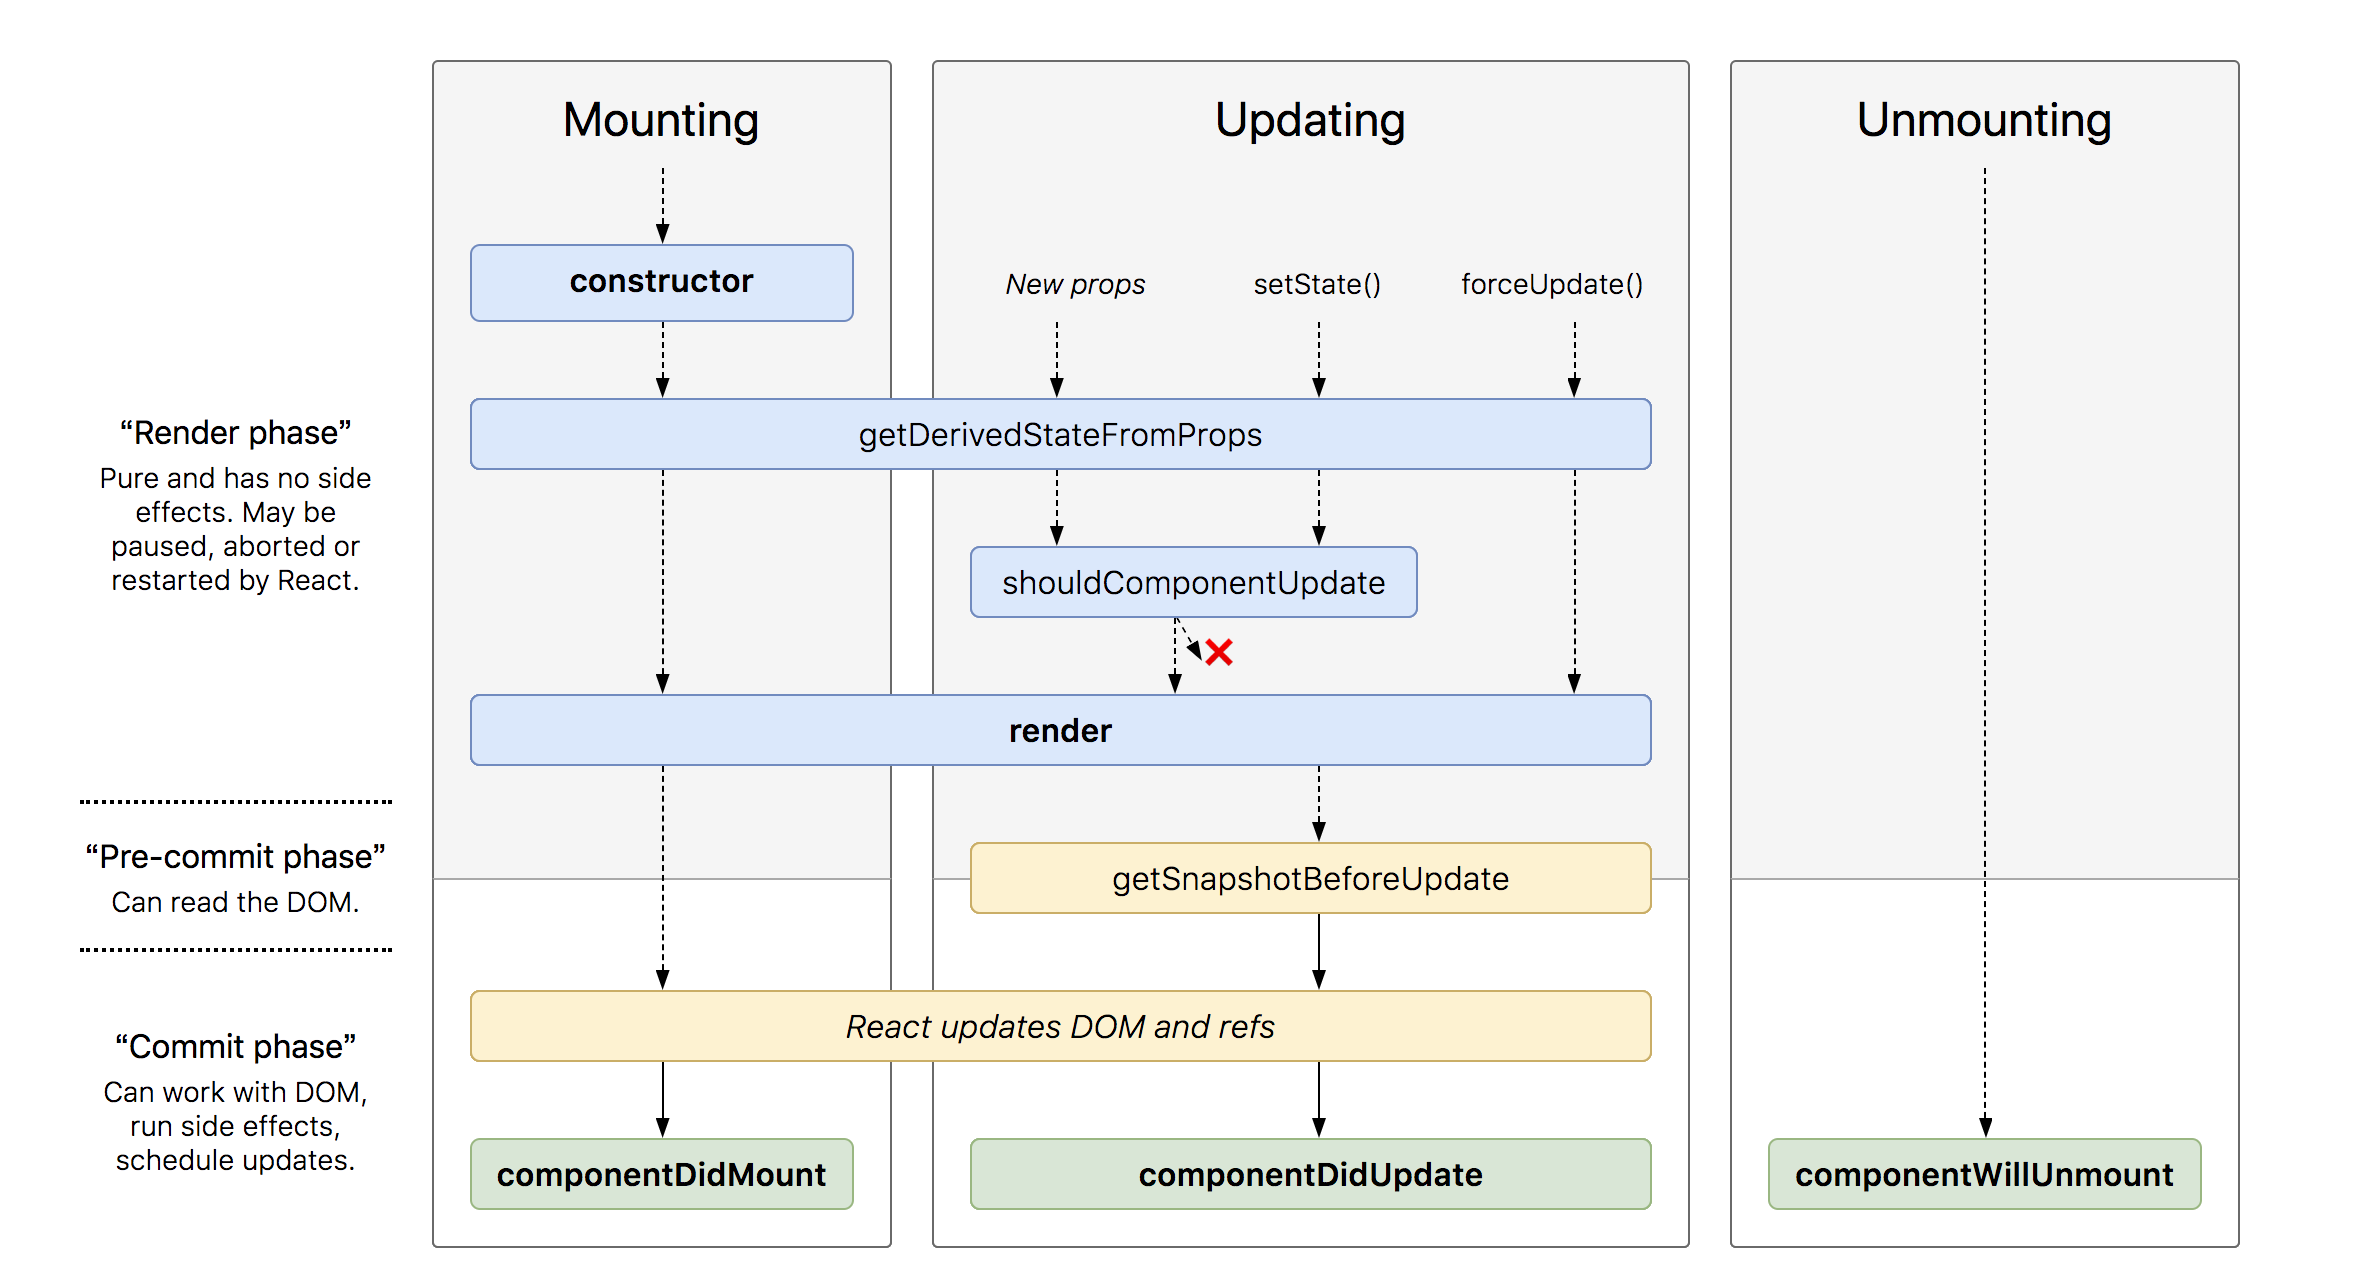 Mounting
Updating
Unmounting
constructor
New props
setState()
forceUpdate()
“Render phase”
Pure and has no side
effects. May be
paused, aborted or
restarted by React.
getDerivedStateFromProps
shouldComponentUpdate
render
“Pre-commit phase”
Can read the DOM.
getSnapshotBeforeUpdate
React updates DOM and refs
“Commit phase”
Can work with DOM,
run side effects,
schedule updates.
componentDidMount
componentDidUpdate
componentWillUnmount